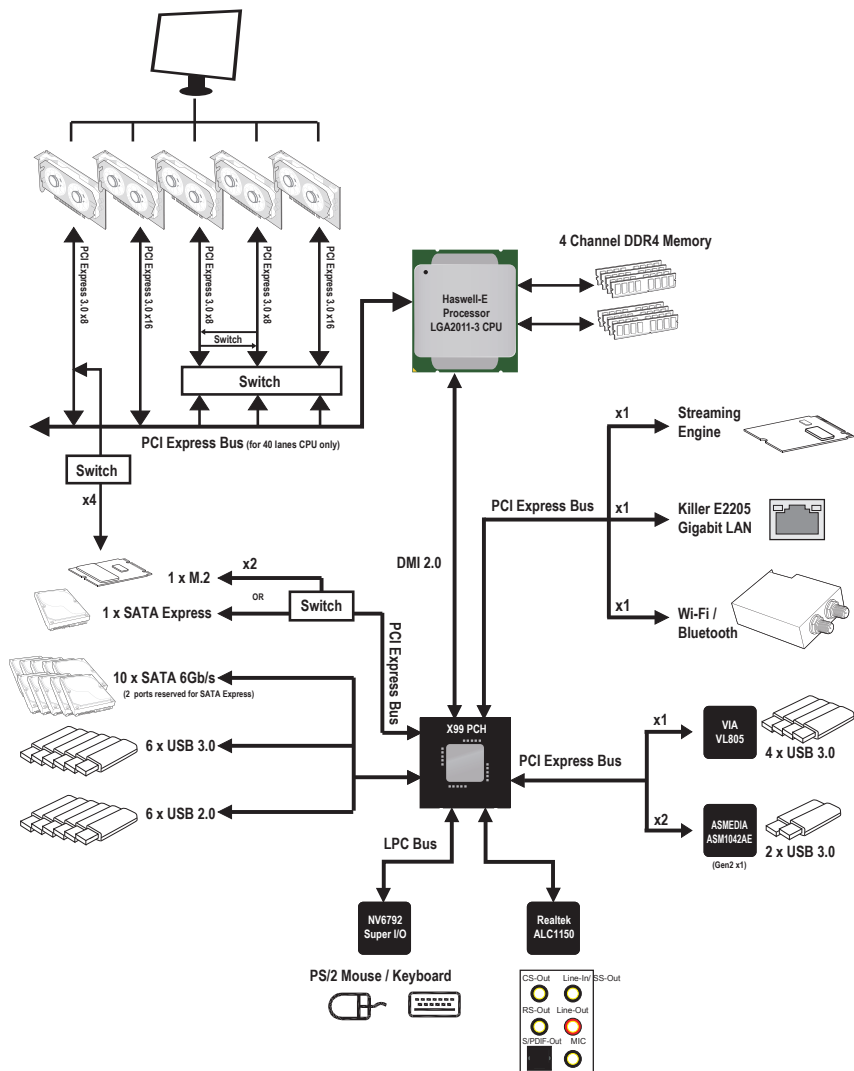 PCI Express 3.0 x8
PCI Express 3.0 x16
PCI Express 3.0 x8
PCI Express 3.0 x8
PCI Express 3.0 x16
Switch
Switch
PCI Express Bus (for 40 lanes CPU only)
Switch
x4
Haswell-E
Processor
LGA2011-3 CPU
4 Channel DDR4 Memory
DMI 2.0
PCI Express Bus
x1
Streaming
Engine
x1
Killer E2205
Gigabit LAN
x1
Wi-Fi /
Bluetooth
1 x M.2
x2
OR
Switch
1 x SATA Express
PCI Express Bus
10 x SATA 6Gb/s
(2 ports reserved for SATA Express)
6 x USB 3.0
6 x USB 2.0
X99 PCH
PCI Express Bus
x1
VIA
VL805
4 x USB 3.0
x2
ASMEDIA
ASM1042AE
(Gen2 x1)
2 x USB 3.0
LPC Bus
NV6792
Super I/O
Realtek
ALC1150
PS/2 Mouse / Keyboard
CS-Out
Line-In/ SS-Out
RS-Out
Line-Out
S/PDIF-Out
MIC